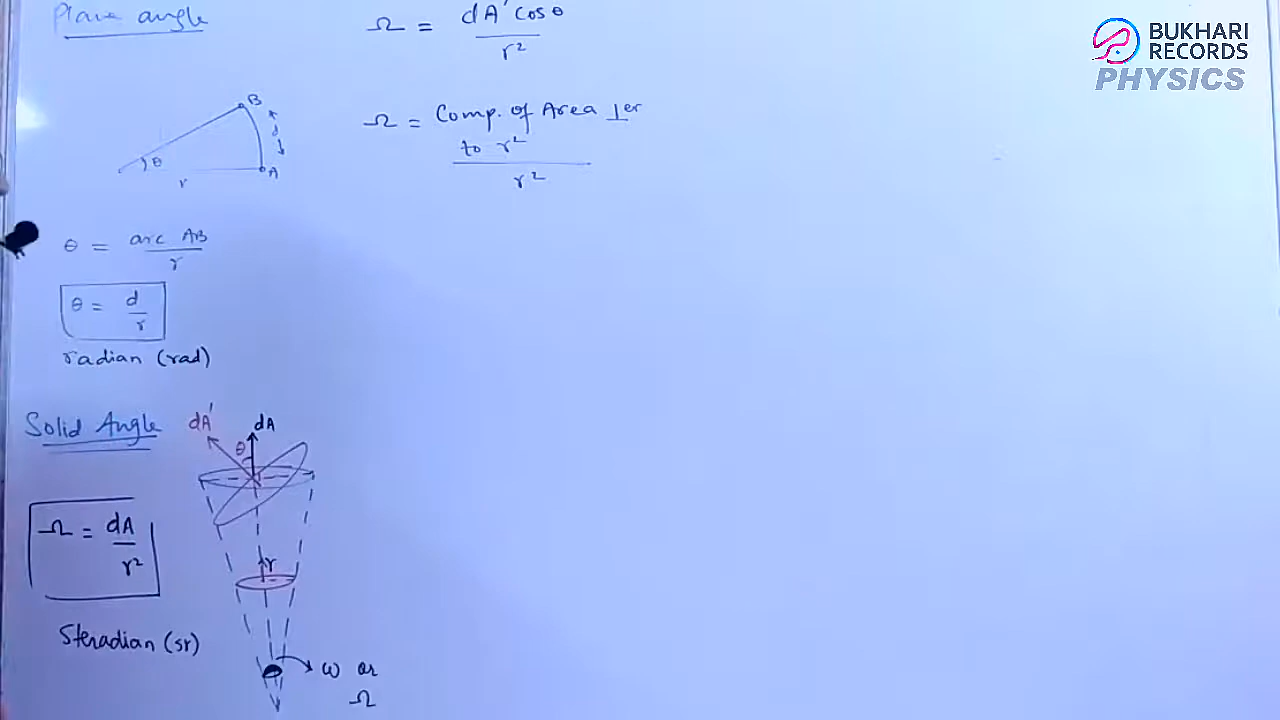 Plane angle
B
d
θ
r
A
θ = arc AB / r
θ = d / r
radian (rad)
Solid Angle
dA'
dA
θ
Ω = dA / r²
r
Steradian (sr)
ω or
Ω
Ω = dA' Cosθ / r²
Ω = Comp. of Area ⊥er
to r²
r²
BUKHARI
RECORDS
PHYSICS